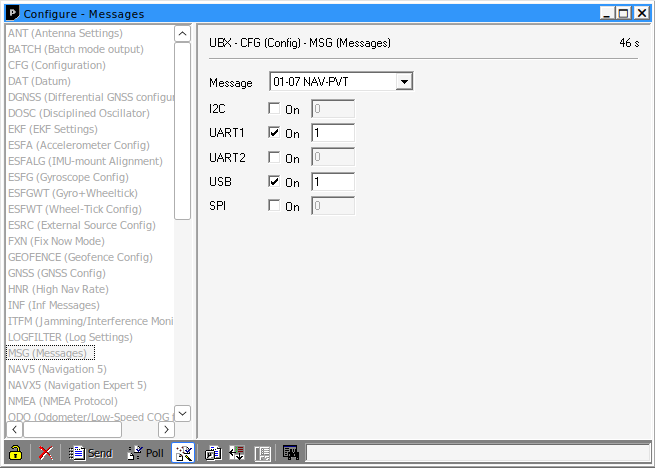 Configure - Messages
ANT (Antenna Settings)
BATCH (Batch mode output)
CFG (Configuration)
DAT (Datum)
DGNSS (Differential GNSS configur
DOSC (Disciplined Oscillator)
EKF (EKF Settings)
ESFA (Accelerometer Config)
ESFALG (IMU-mount Alignment)
ESFG (Gyroscope Config)
ESFGWT (Gyro+Wheeltick)
ESFWT (Wheel-Tick Config)
ESRC (External Source Config)
FXN (Fix Now Mode)
GEOFENCE (Geofence Config)
GNSS (GNSS Config)
HNR (High Nav Rate)
INF (Inf Messages)
ITFM (Jamming/Interference Moni
LOGFILTER (Log Settings)
MSG (Messages)
NAV5 (Navigation 5)
NAVX5 (Navigation Expert 5)
NMEA (NMEA Protocol)
ODO (Odometer/Low-Speed COG f
UBX - CFG (Config) - MSG (Messages) 46 s
Message 01-07 NAV-PVT
I2C On 0
UART1 On 1
UART2 On 0
USB On 1
SPI On 0
Send Poll